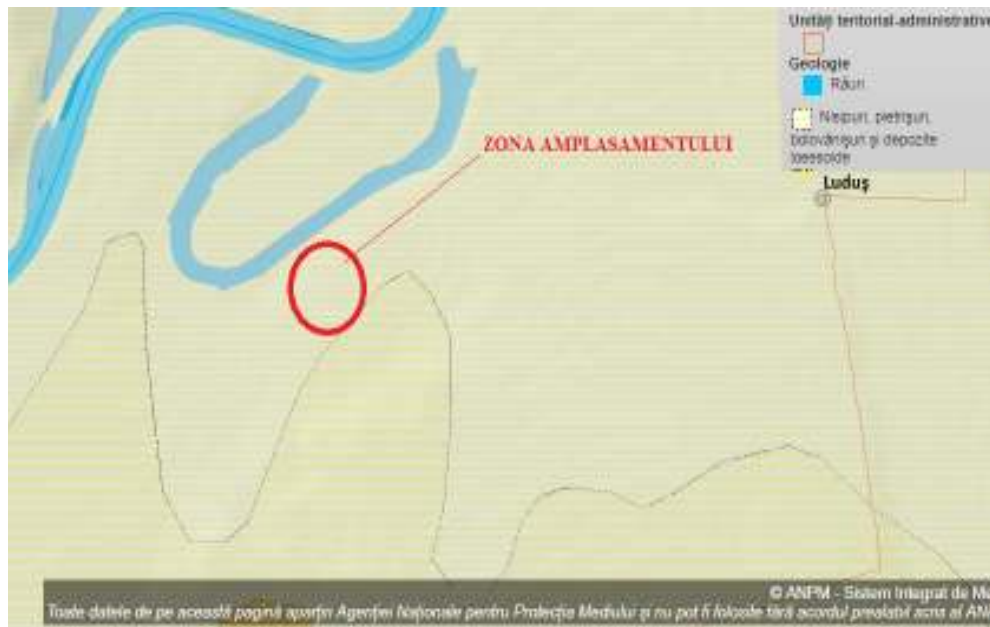 Unități teritorial-administrative
Geologie
Râuri
Nisipuri, pietrișuri,
bolovănișuri și depozite
loessoide
ZONA AMPLASAMENTULUI
Luduș
© ANPM - Sistem Integrat de Me
Toate datele de pe această pagină aparțin Agenției Naționale pentru Protecția Mediului și nu pot fi folosite fără acordul prealabil scris al AN